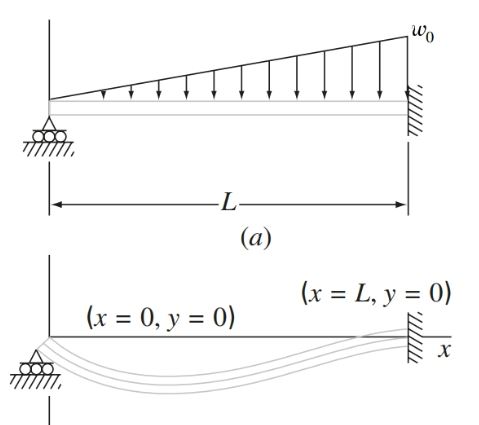 w₀
L
(a)
(x = L, y = 0)
(x = 0, y = 0)
x